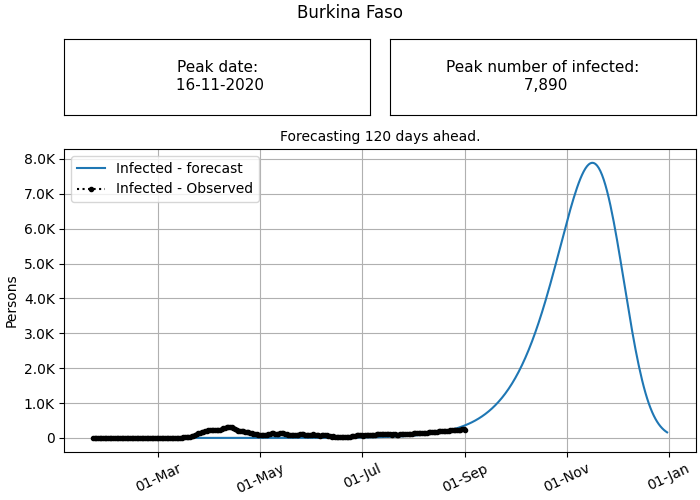 Burkina Faso
Peak date:
16-11-2020
Peak number of infected:
7,890
Forecasting 120 days ahead.
Infected - forecast
Infected - Observed
8.0K
7.0K
6.0K
5.0K
4.0K
3.0K
2.0K
1.0K
0
Persons
01-Mar
01-May
01-Jul
01-Sep
01-Nov
01-Jan